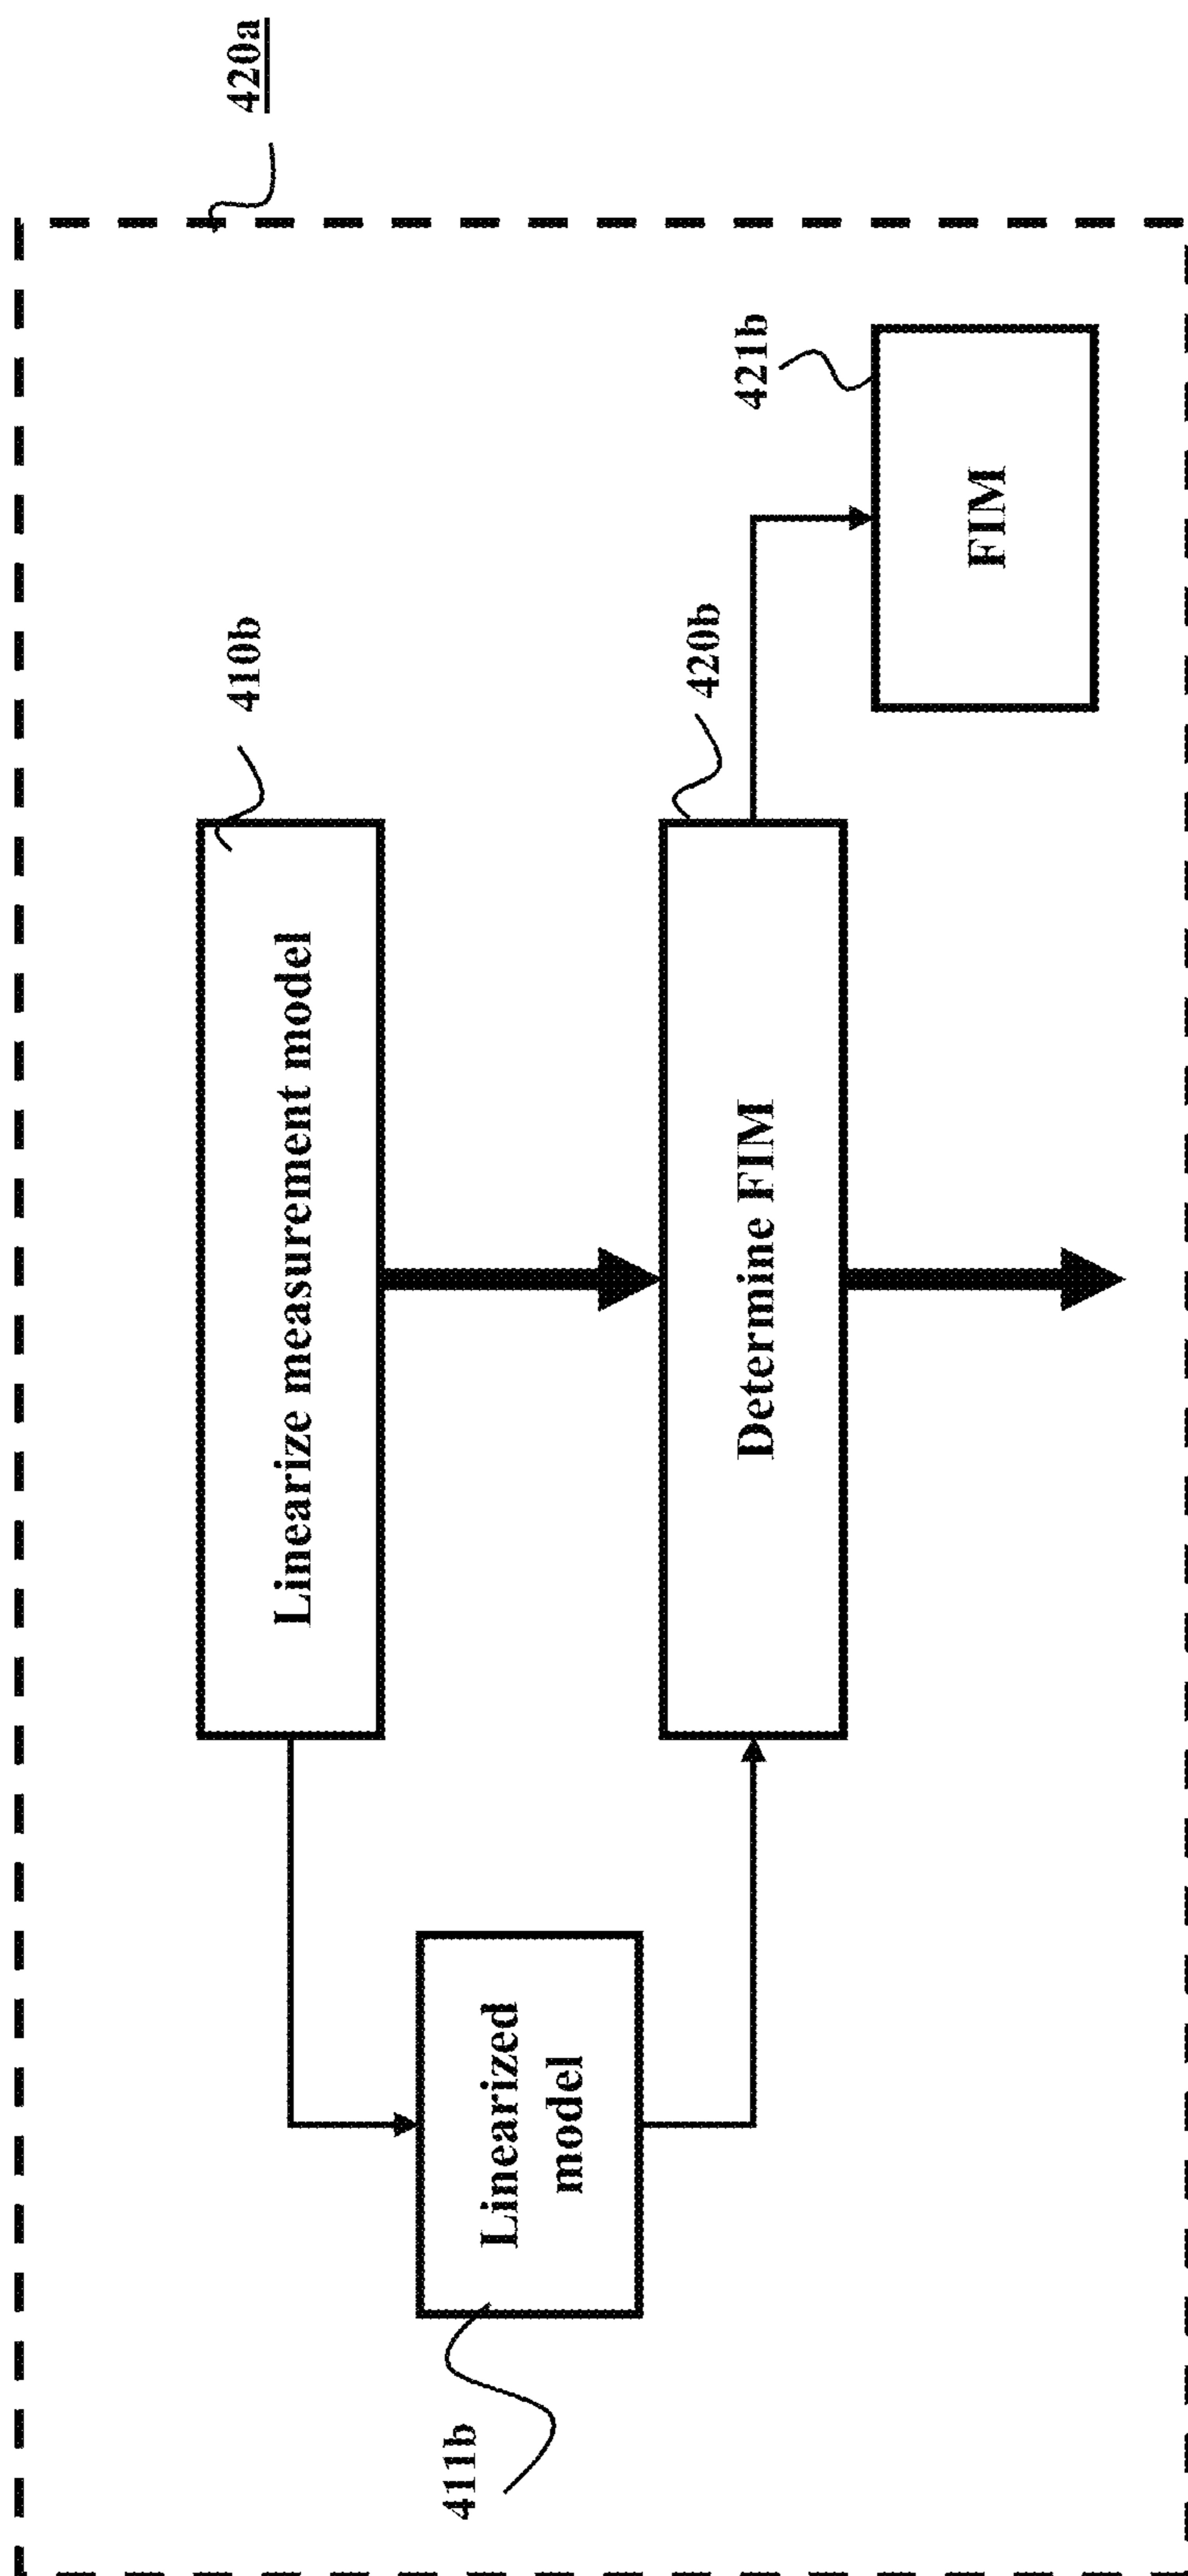 420a
410b
Linearize measurement model
411b
Linearized
model
420b
Determine FIM
421b
FIM